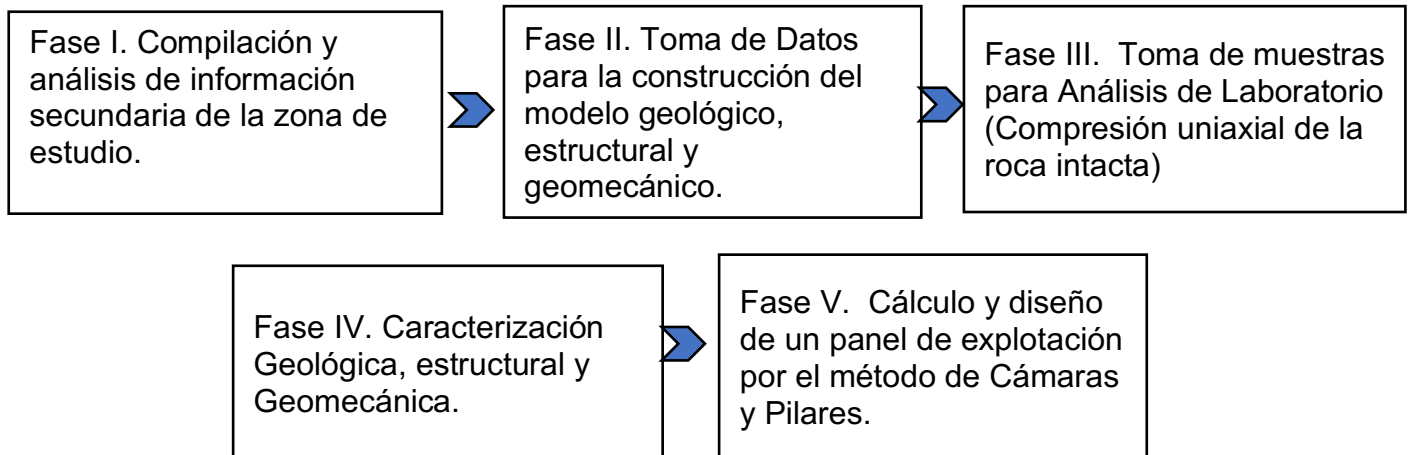 Fase I. Compilación y
análisis de información
secundaria de la zona de
estudio.
Fase II. Toma de Datos
para la construcción del
modelo geológico,
estructural y
geomecánico.
Fase III.  Toma de muestras
para Análisis de Laboratorio
(Compresión uniaxial de la
roca intacta)
Fase IV. Caracterización
Geológica, estructural y
Geomecánica.
Fase V.  Cálculo y diseño
de un panel de explotación
por el método de Cámaras
y Pilares.